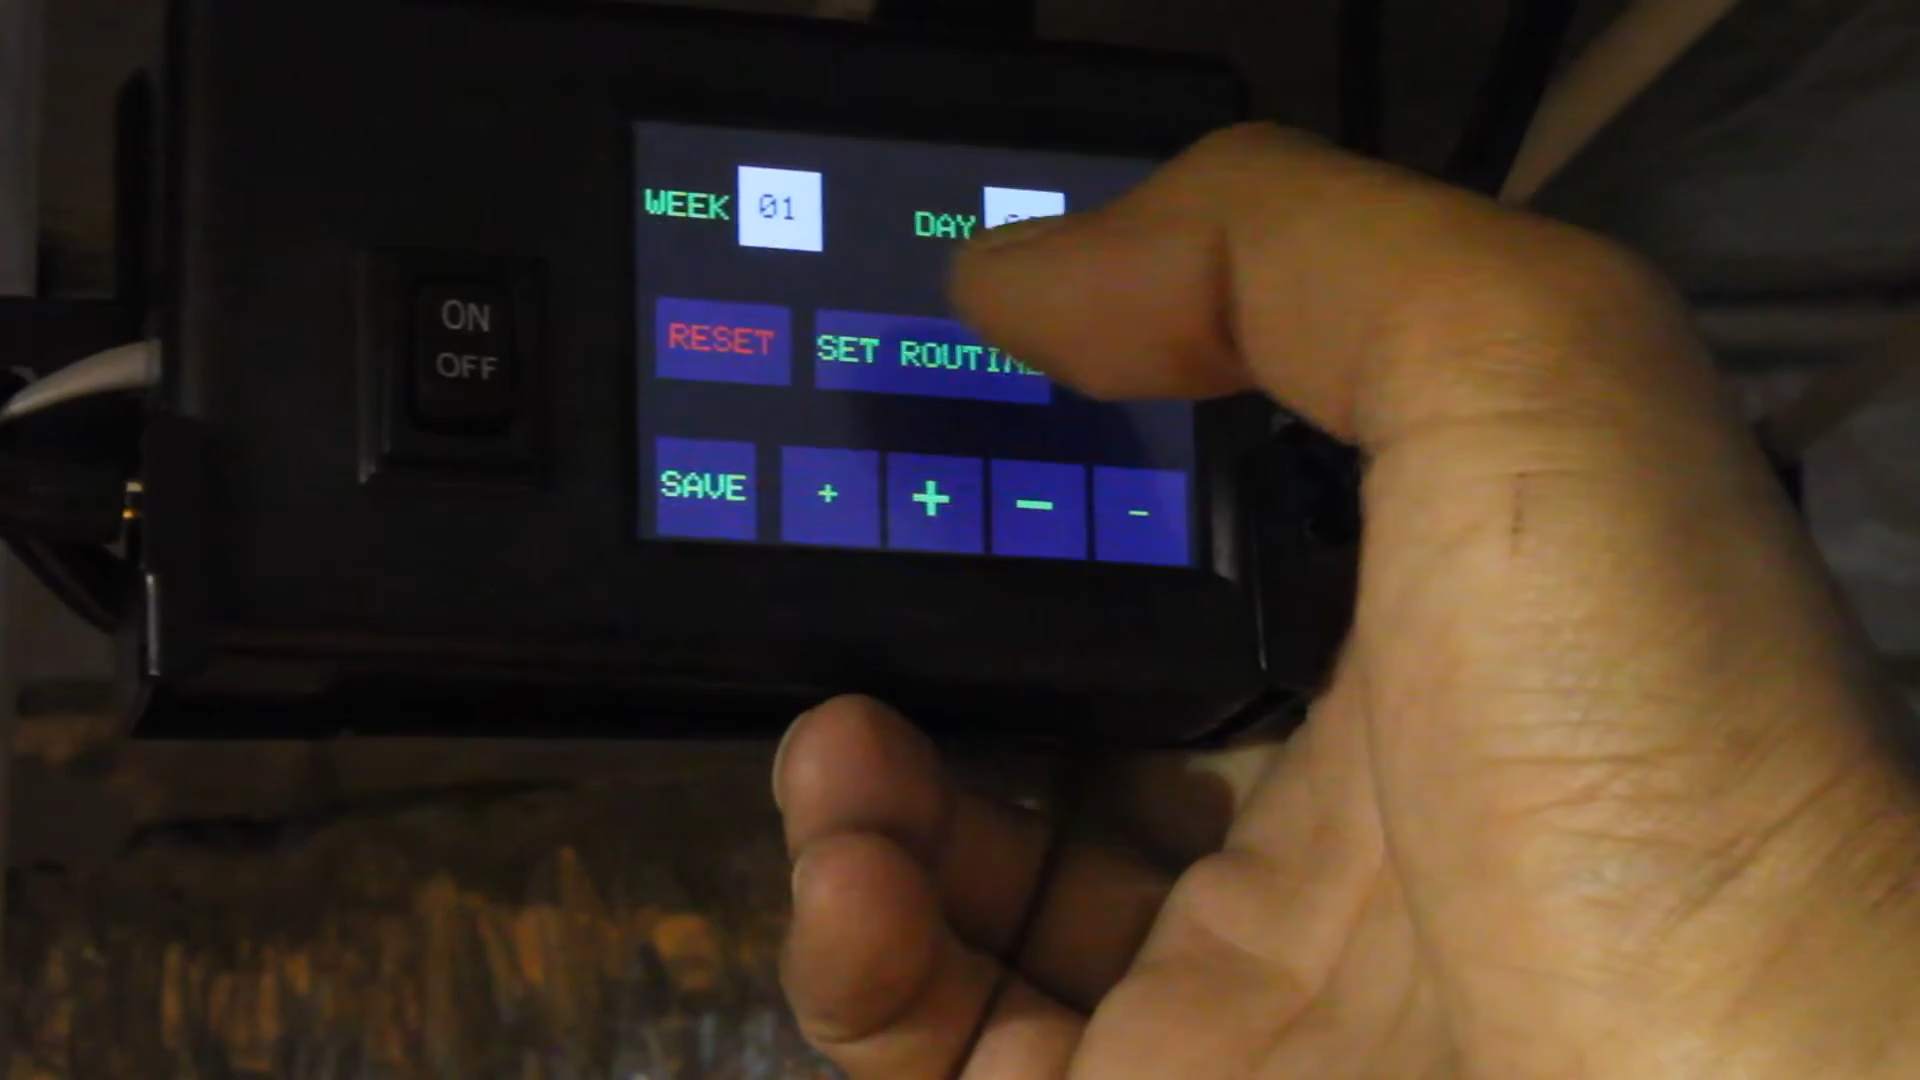 WEEK 01 DAY
ON
OFF
RESET SET ROUTINE
SAVE + + - -